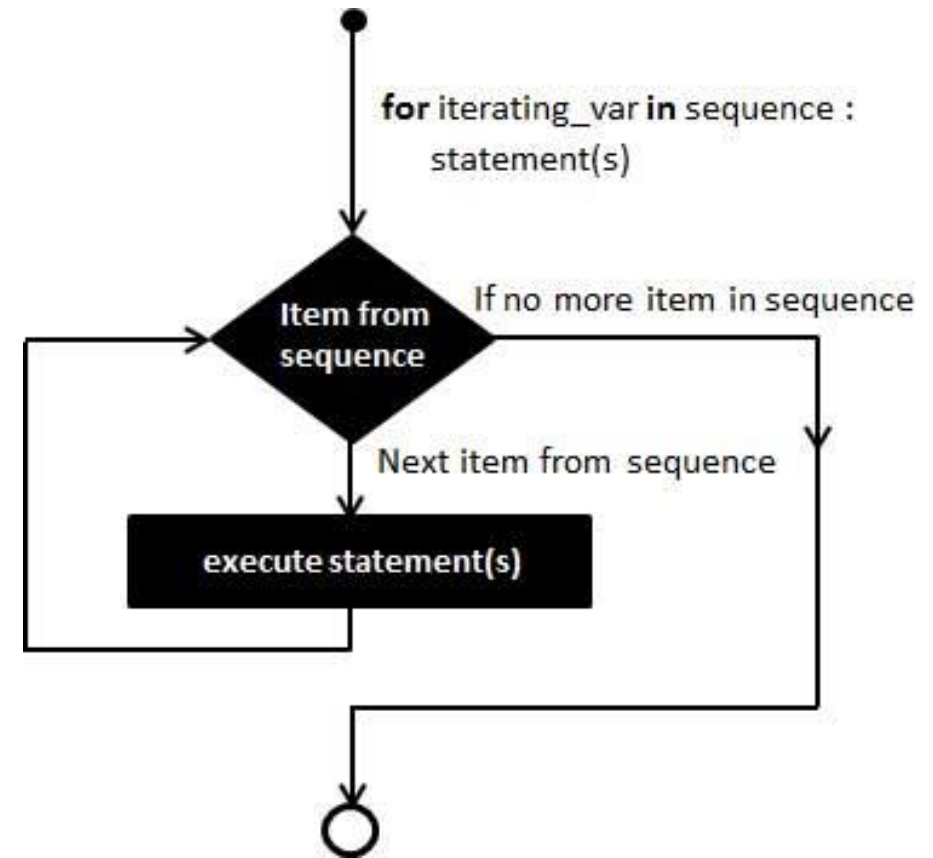 for iterating_var in sequence :
statement(s)
If no more item in sequence
Item from
sequence
Next item from sequence
execute statement(s)